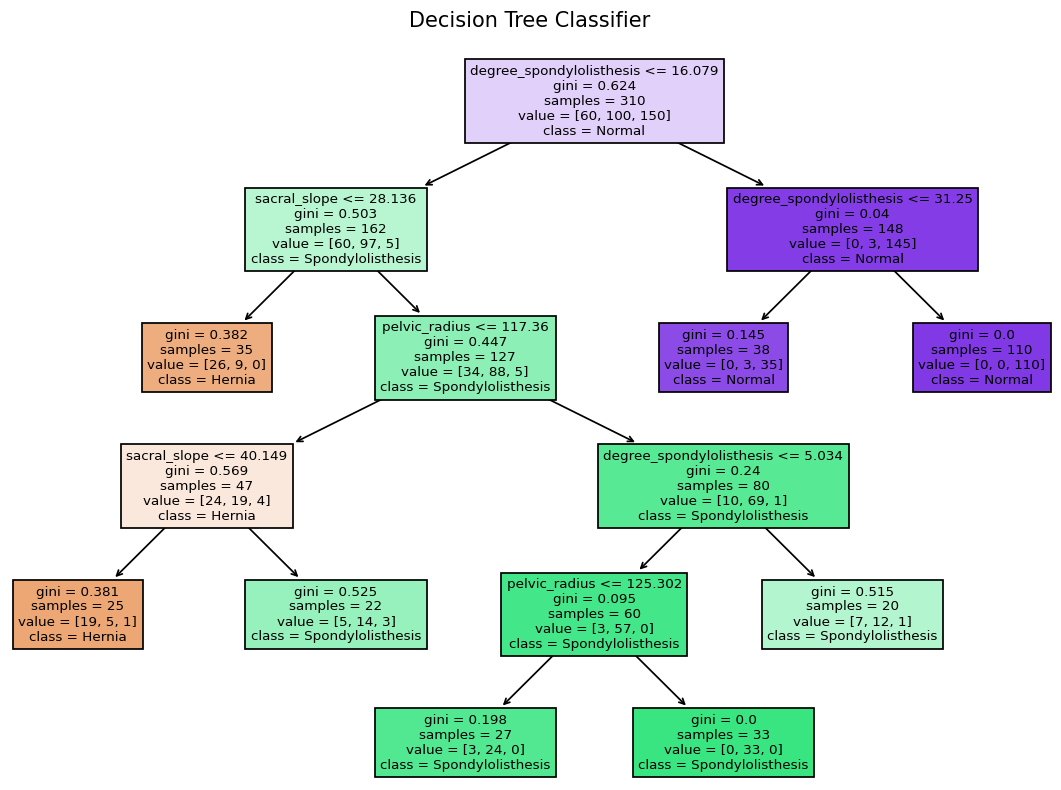 Decision Tree Classifier
degree_spondylolisthesis <= 16.079
gini = 0.624
samples = 310
value = [60, 100, 150]
class = Normal
sacral_slope <= 28.136
gini = 0.503
samples = 162
value = [60, 97, 5]
class = Spondylolisthesis
degree_spondylolisthesis <= 31.25
gini = 0.04
samples = 148
value = [0, 3, 145]
class = Normal
gini = 0.382
samples = 35
value = [26, 9, 0]
class = Hernia
pelvic_radius <= 117.36
gini = 0.447
samples = 127
value = [34, 88, 5]
class = Spondylolisthesis
gini = 0.145
samples = 38
value = [0, 3, 35]
class = Normal
gini = 0.0
samples = 110
value = [0, 0, 110]
class = Normal
sacral_slope <= 40.149
gini = 0.569
samples = 47
value = [24, 19, 4]
class = Hernia
degree_spondylolisthesis <= 5.034
gini = 0.24
samples = 80
value = [10, 69, 1]
class = Spondylolisthesis
gini = 0.381
samples = 25
value = [19, 5, 1]
class = Hernia
gini = 0.525
samples = 22
value = [5, 14, 3]
class = Spondylolisthesis
pelvic_radius <= 125.302
gini = 0.095
samples = 60
value = [3, 57, 0]
class = Spondylolisthesis
gini = 0.515
samples = 20
value = [7, 12, 1]
class = Spondylolisthesis
gini = 0.198
samples = 27
value = [3, 24, 0]
class = Spondylolisthesis
gini = 0.0
samples = 33
value = [0, 33, 0]
class = Spondylolisthesis